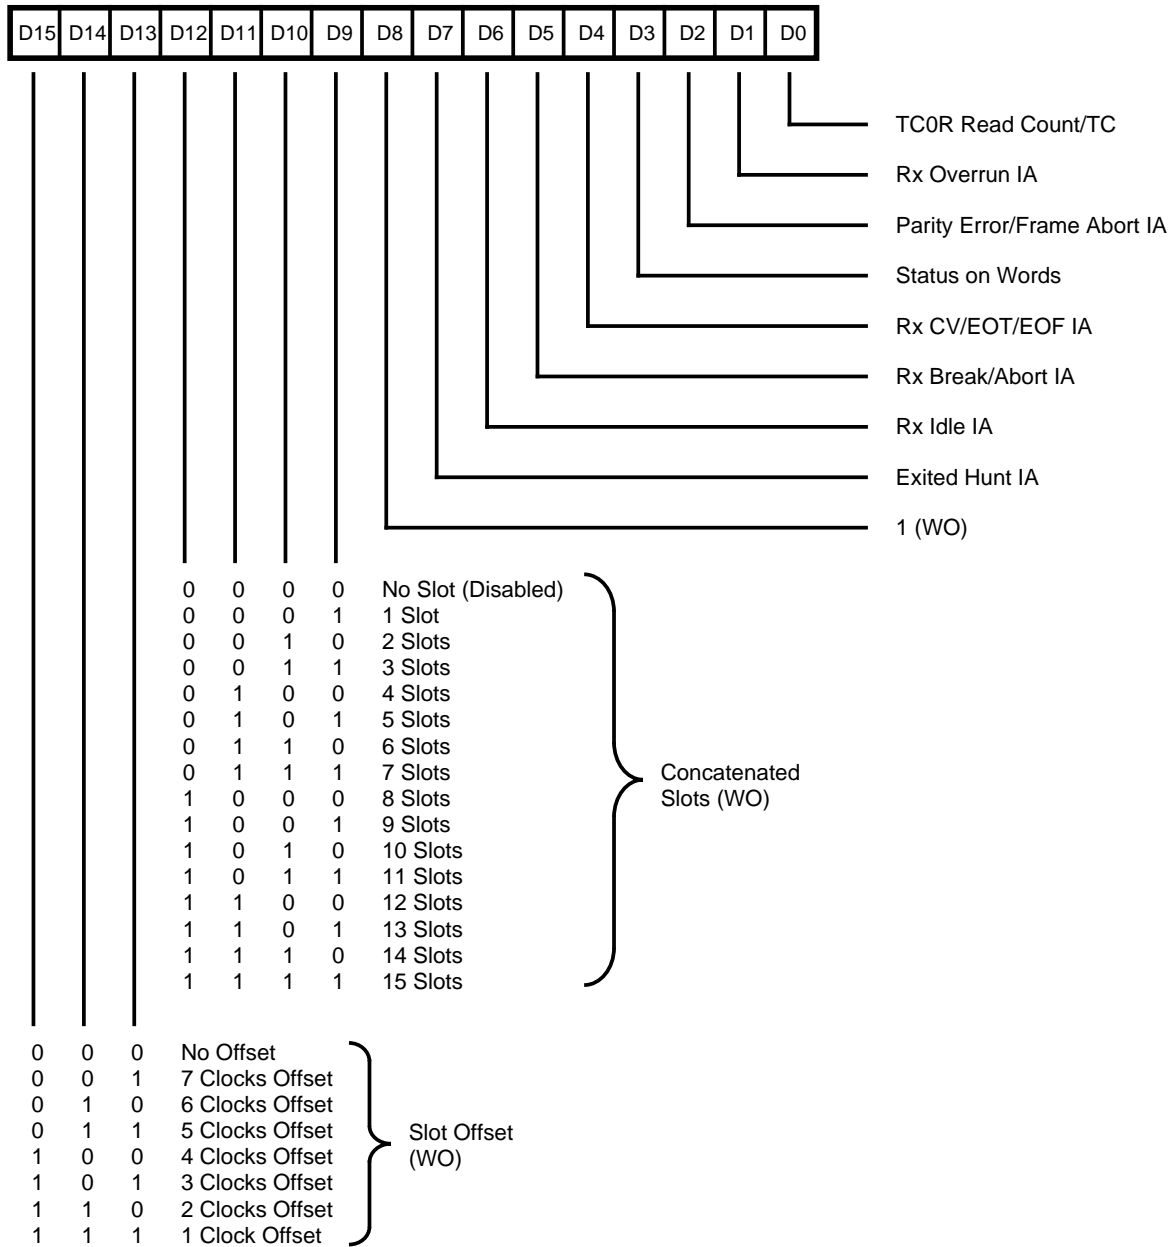 D15 D14 D13 D12 D11 D10 D9 D8 D7 D6 D5 D4 D3 D2 D1 D0
TC0R Read Count/TC
Rx Overrun IA
Parity Error/Frame Abort IA
Status on Words
Rx CV/EOT/EOF IA
Rx Break/Abort IA
Rx Idle IA
Exited Hunt IA
1 (WO)
0 0 0 0 No Slot (Disabled)
0 0 0 1 1 Slot
0 0 1 0 2 Slots
0 0 1 1 3 Slots
0 1 0 0 4 Slots
0 1 0 1 5 Slots
0 1 1 0 6 Slots
0 1 1 1 7 Slots
1 0 0 0 8 Slots
1 0 0 1 9 Slots
1 0 1 0 10 Slots
1 0 1 1 11 Slots
1 1 0 0 12 Slots
1 1 0 1 13 Slots
1 1 1 0 14 Slots
1 1 1 1 15 Slots
Concatenated
Slots (WO)
0 0 0 No Offset
0 0 1 7 Clocks Offset
0 1 0 6 Clocks Offset
0 1 1 5 Clocks Offset
1 0 0 4 Clocks Offset
1 0 1 3 Clocks Offset
1 1 0 2 Clocks Offset
1 1 1 1 Clock Offset
Slot Offset
(WO)